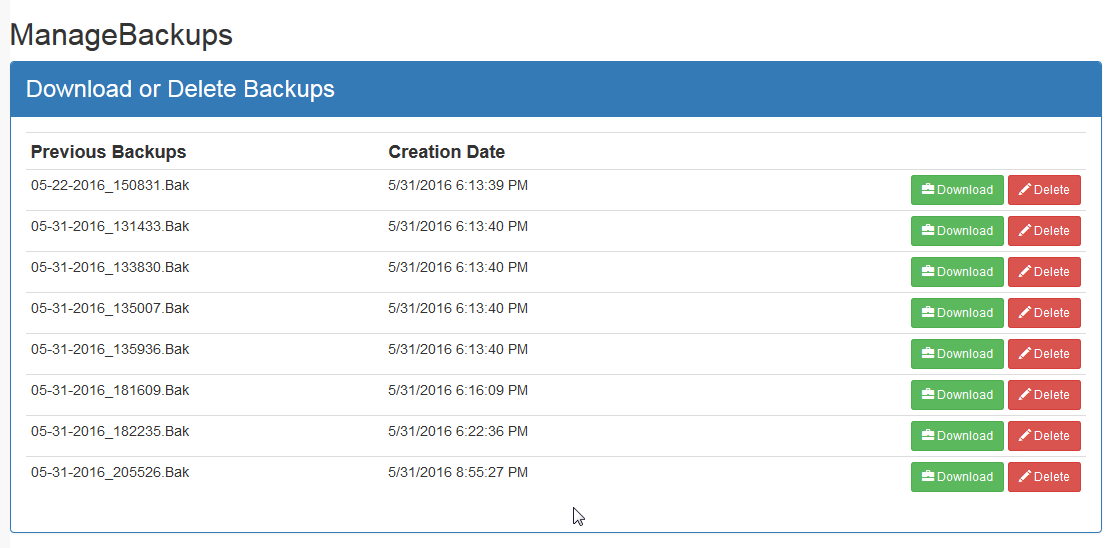 ManageBackups
Download or Delete Backups
Previous Backups Creation Date
05-22-2016_150831.Bak 5/31/2016 6:13:39 PM Download Delete
05-31-2016_131433.Bak 5/31/2016 6:13:40 PM Download Delete
05-31-2016_133830.Bak 5/31/2016 6:13:40 PM Download Delete
05-31-2016_135007.Bak 5/31/2016 6:13:40 PM Download Delete
05-31-2016_135936.Bak 5/31/2016 6:13:40 PM Download Delete
05-31-2016_181609.Bak 5/31/2016 6:16:09 PM Download Delete
05-31-2016_182235.Bak 5/31/2016 6:22:36 PM Download Delete
05-31-2016_205526.Bak 5/31/2016 8:55:27 PM Download Delete